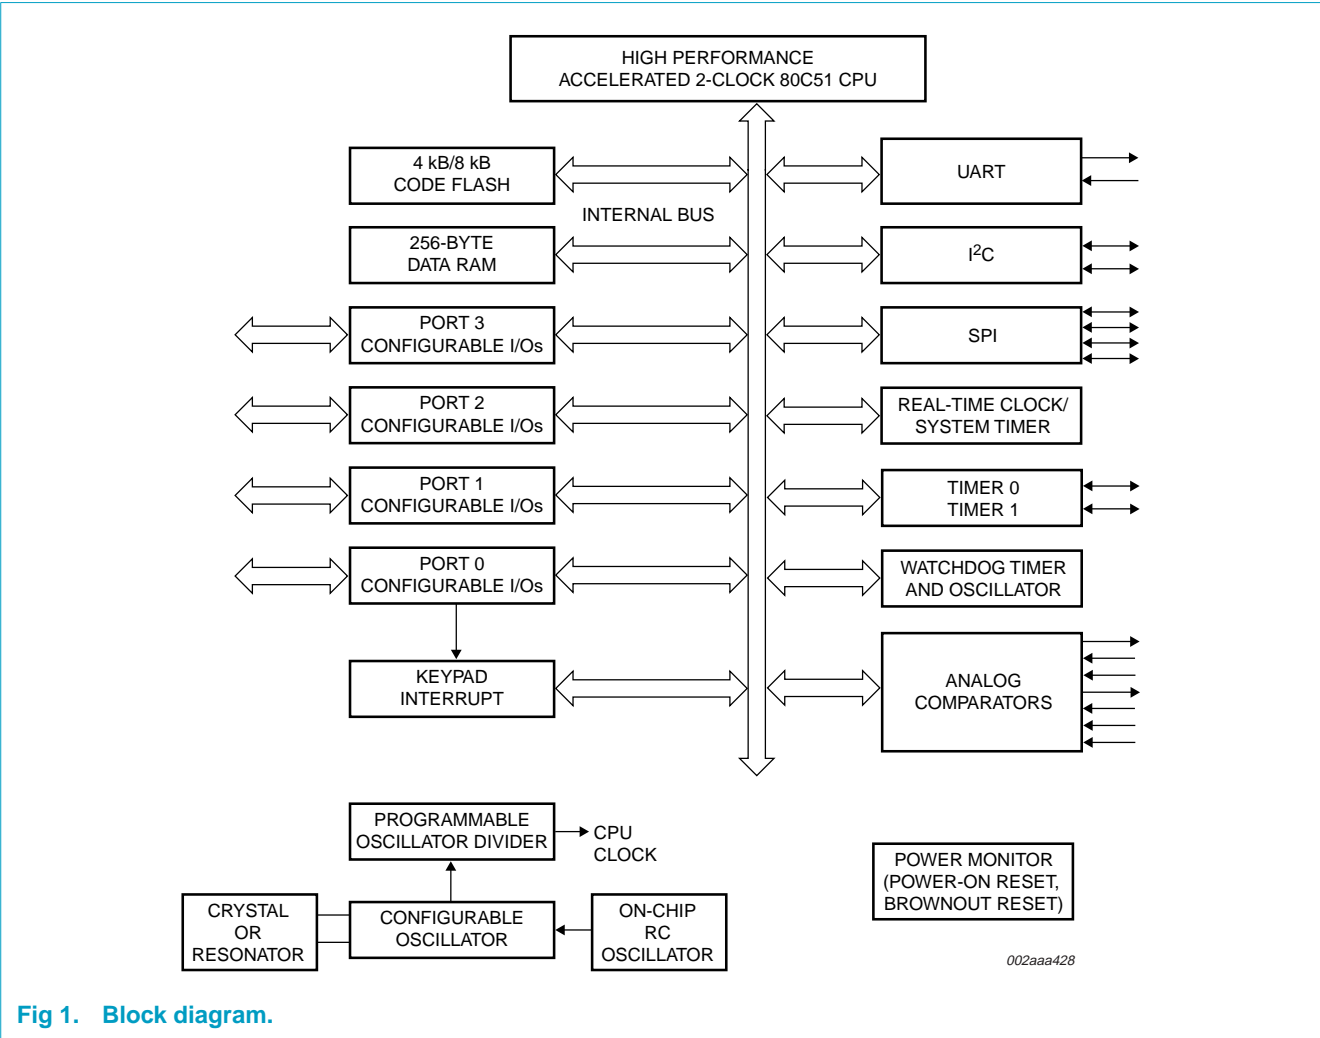 HIGH PERFORMANCE
ACCELERATED 2-CLOCK 80C51 CPU
4 kB/8 kB
CODE FLASH
UART
INTERNAL BUS
256-BYTE
DATA RAM
I²C
PORT 3
CONFIGURABLE I/Os
SPI
PORT 2
CONFIGURABLE I/Os
REAL-TIME CLOCK/
SYSTEM TIMER
PORT 1
CONFIGURABLE I/Os
TIMER 0
TIMER 1
PORT 0
CONFIGURABLE I/Os
WATCHDOG TIMER
AND OSCILLATOR
KEYPAD
INTERRUPT
ANALOG
COMPARATORS
PROGRAMMABLE
OSCILLATOR DIVIDER
CPU
CLOCK
POWER MONITOR
(POWER-ON RESET,
BROWNOUT RESET)
CRYSTAL
OR
RESONATOR
CONFIGURABLE
OSCILLATOR
ON-CHIP
RC
OSCILLATOR
002aaa428
Fig 1. Block diagram.